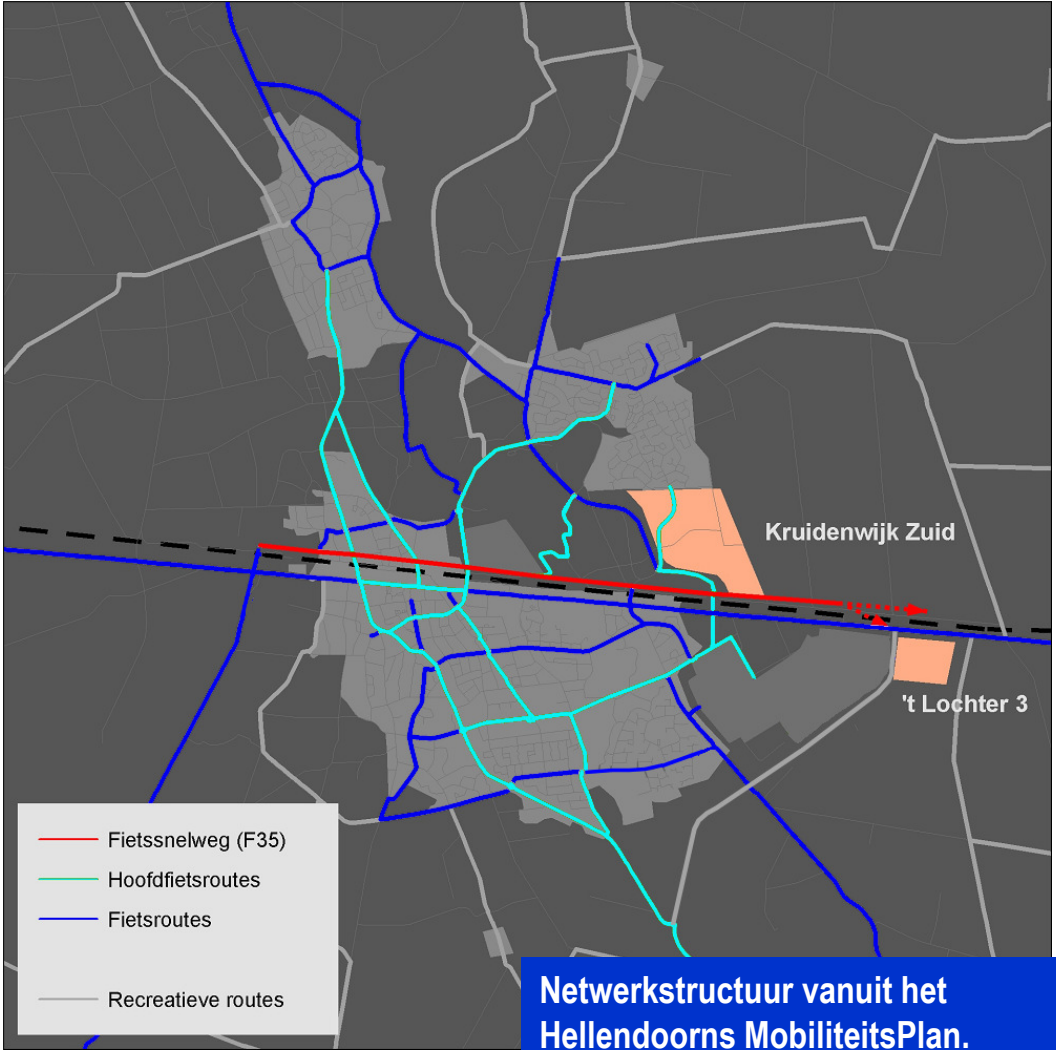 Kruidenwijk Zuid
't Lochter 3
Fietssnelweg (F35)
Hoofdfietsroutes
Fietsroutes
Recreatieve routes
Netwerkstructuur vanuit het
Hellendoorns MobiliteitsPlan.